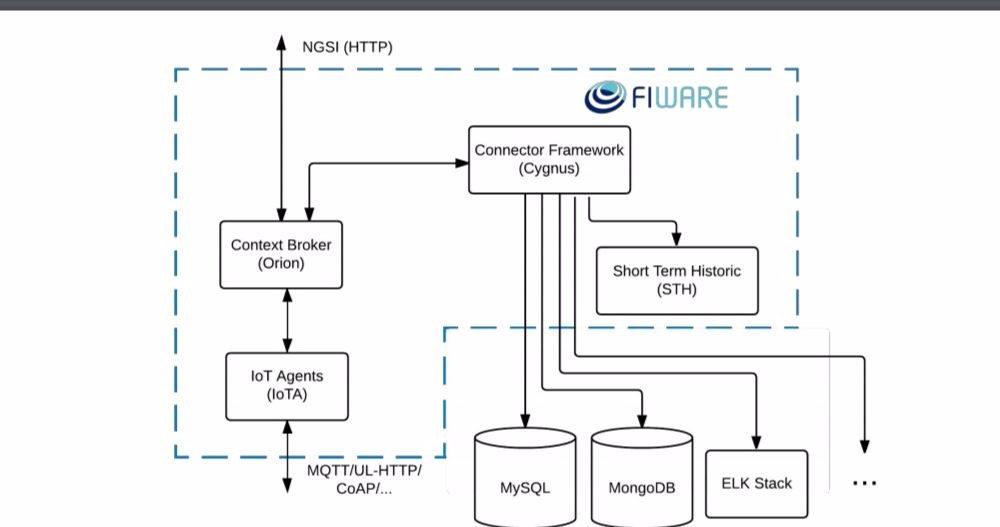 NGSI (HTTP)
FIWARE
Connector Framework
(Cygnus)
Context Broker
(Orion)
Short Term Historic
(STH)
IoT Agents
(IoTA)
MQTT/UL-HTTP/
CoAP/...
MySQL
MongoDB
ELK Stack
...